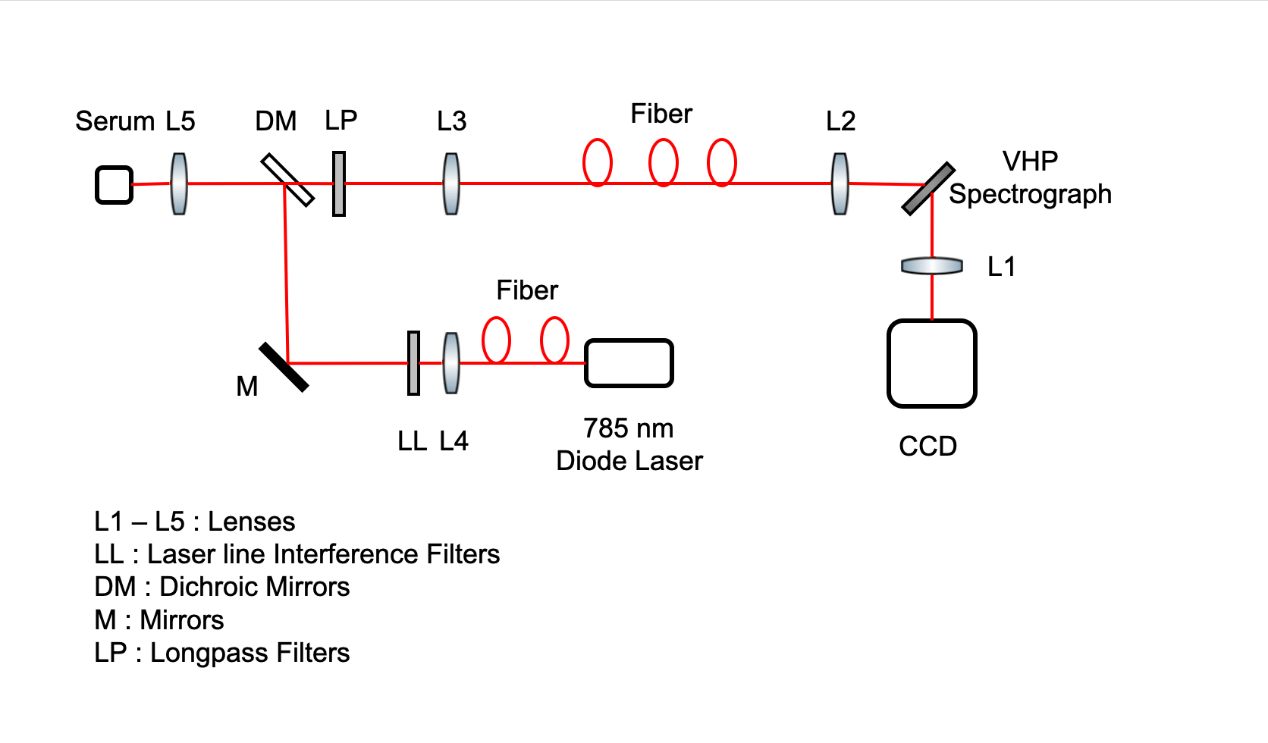 Serum L5
DM
LP
L3
Fiber
L2
VHP
Spectrograph
L1
Fiber
M
LL L4
785 nm
Diode Laser
CCD
L1 – L5 : Lenses
LL : Laser line Interference Filters
DM : Dichroic Mirrors
M : Mirrors
LP : Longpass Filters